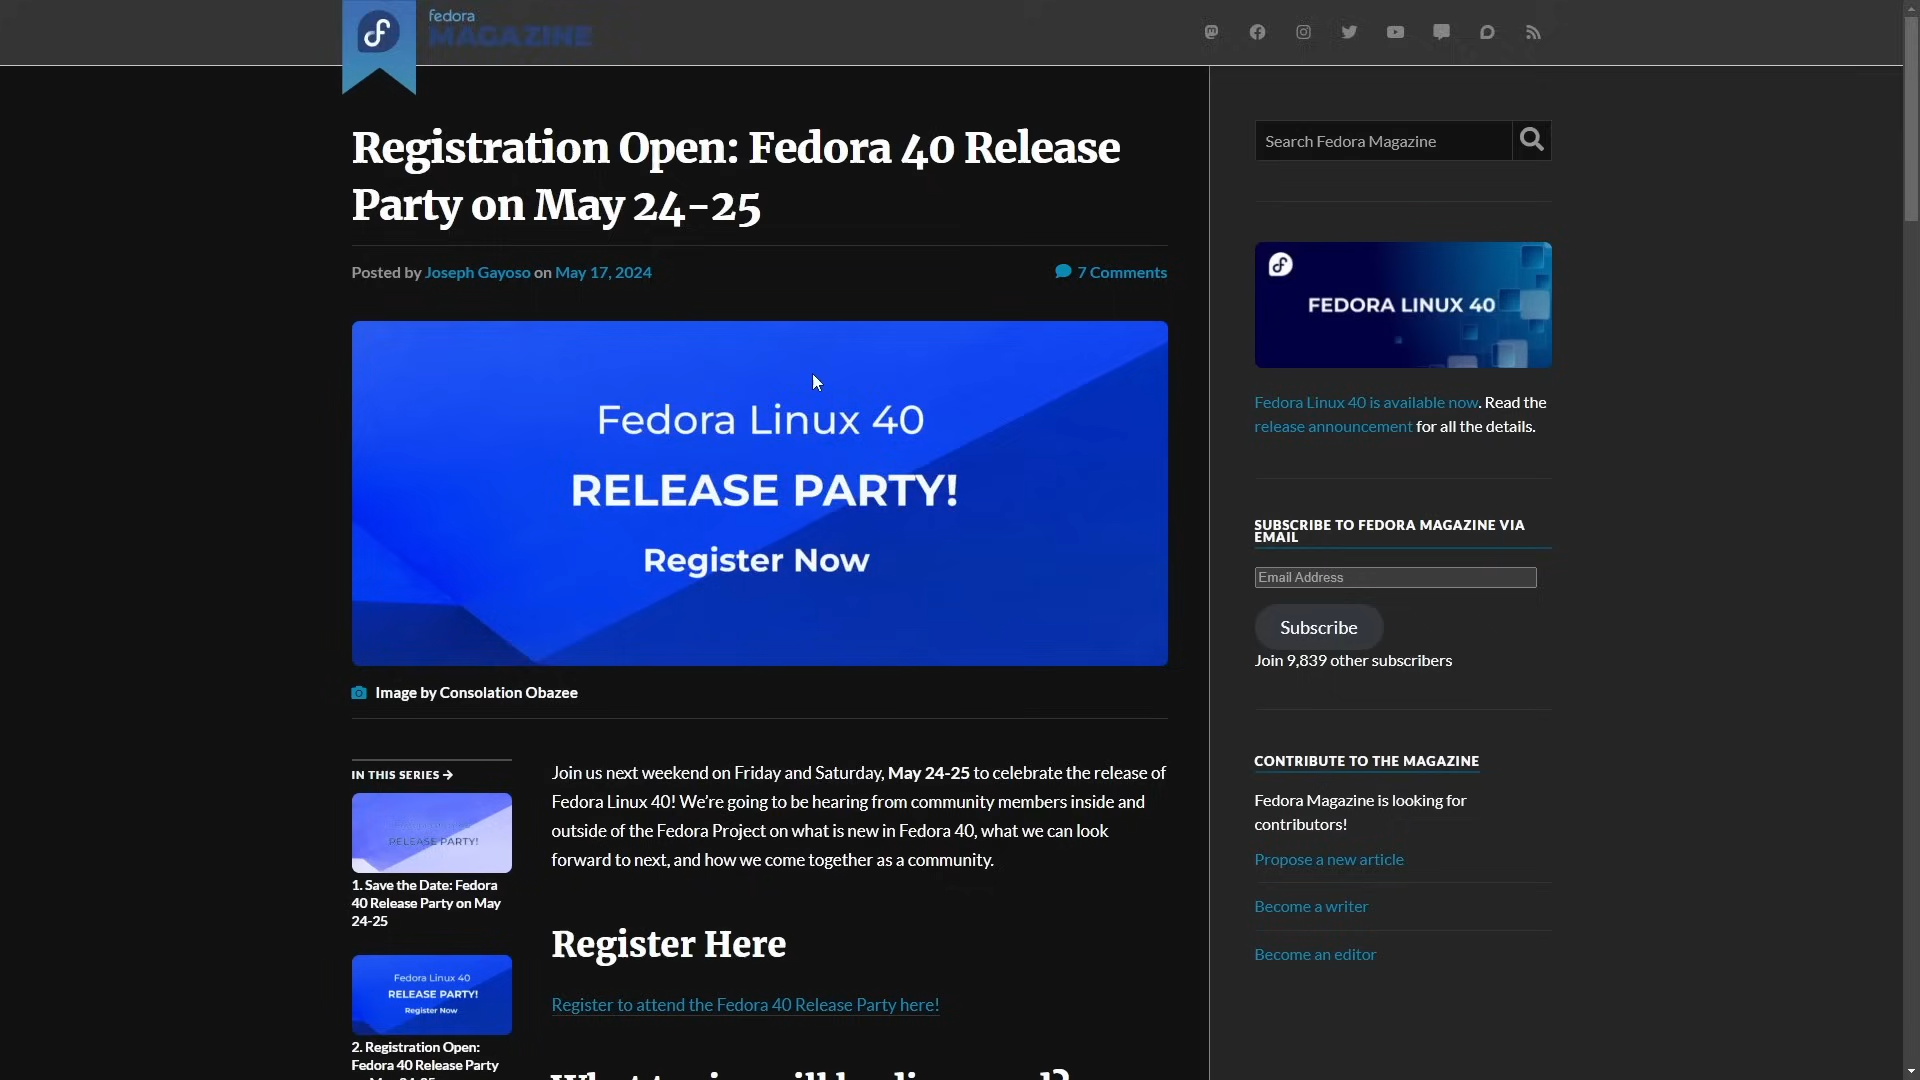 fedora
MAGAZINE
Registration Open: Fedora 40 Release
Party on May 24-25
Posted by Joseph Gayoso on May 17, 2024
7 Comments
Fedora Linux 40
RELEASE PARTY!
Register Now
Image by Consolation Obazee
IN THIS SERIES →
RELEASE PARTY!
1. Save the Date: Fedora
40 Release Party on May
24-25
Fedora Linux 40
RELEASE PARTY!
Register Now
2. Registration Open:
Fedora 40 Release Party
Join us next weekend on Friday and Saturday, May 24-25 to celebrate the release of
Fedora Linux 40! We’re going to be hearing from community members inside and
outside of the Fedora Project on what is new in Fedora 40, what we can look
forward to next, and how we come together as a community.
Register Here
Register to attend the Fedora 40 Release Party here!
Search Fedora Magazine
FEDORA LINUX 40
Fedora Linux 40 is available now. Read the
release announcement for all the details.
SUBSCRIBE TO FEDORA MAGAZINE VIA
EMAIL
Email Address
Subscribe
Join 9,839 other subscribers
CONTRIBUTE TO THE MAGAZINE
Fedora Magazine is looking for
contributors!
Propose a new article
Become a writer
Become an editor